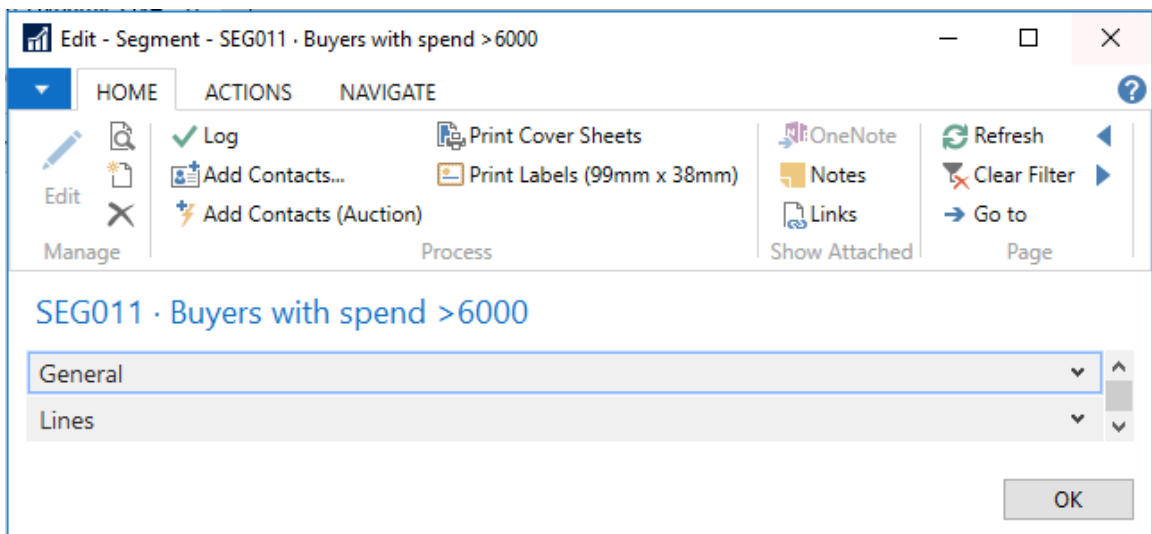 Edit - Segment - SEG011 · Buyers with spend >6000
HOME ACTIONS NAVIGATE
Log
Print Cover Sheets
OneNote
Refresh
Add Contacts...
Print Labels (99mm x 38mm)
Notes
Clear Filter
Edit
Add Contacts (Auction)
Links
Go to
Manage
Process
Show Attached
Page
SEG011 · Buyers with spend >6000
General
Lines
OK